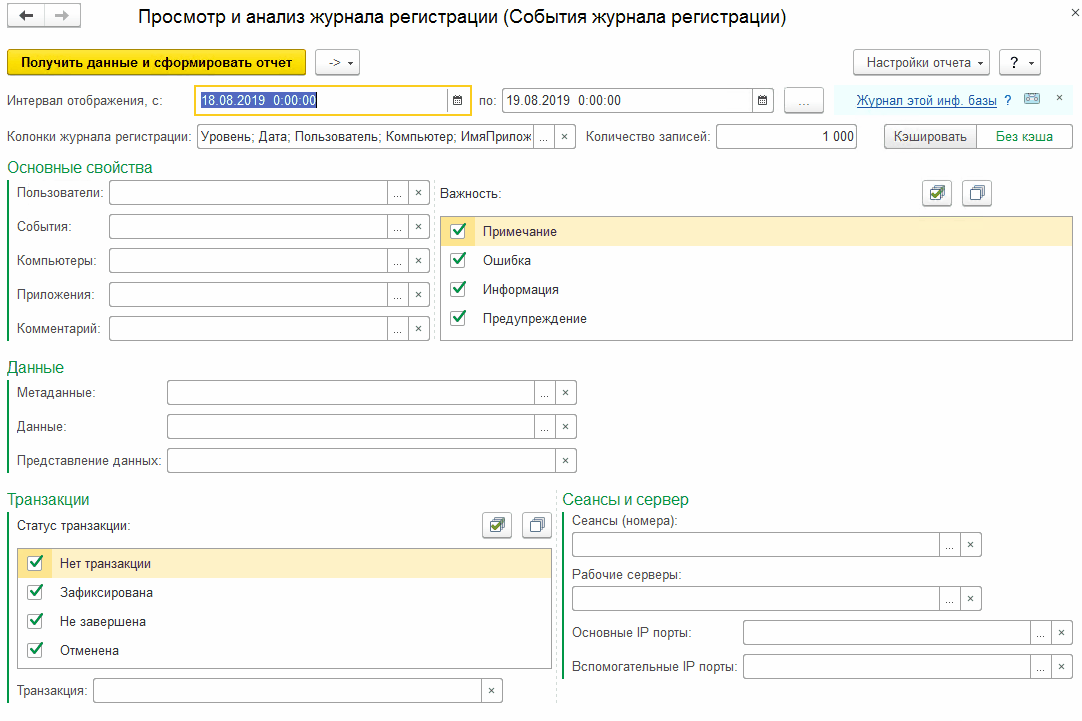 Просмотр и анализ журнала регистрации (События журнала регистрации)
Получить данные и сформировать отчет -> Настройки отчета ?
Интервал отображения, с: 18.08.2019 0:00:00 по: 19.08.2019 0:00:00 ... Журнал этой инф. базы ? ×
Колонки журнала регистрации: Уровень; Дата; Пользователь; Компьютер; ИмяПрилож ... × Количество записей: 1 000 Кэшировать Без кэша
Основные свойства
Пользователи: ... × Важность:
События: ... × Примечание
Компьютеры: ... × Ошибка
Приложения: ... × Информация
Комментарий: ... × Предупреждение
Данные
Метаданные: ... ×
Данные: ... ×
Представление данных: ×
Транзакции Сеансы и сервер
Статус транзакции: Сеансы (номера):
... ×
Нет транзакции Рабочие серверы:
Зафиксирована ... ×
Не завершена Основные IP порты: ... ×
Отменена Вспомогательные IP порты: ... ×
Транзакция: ×